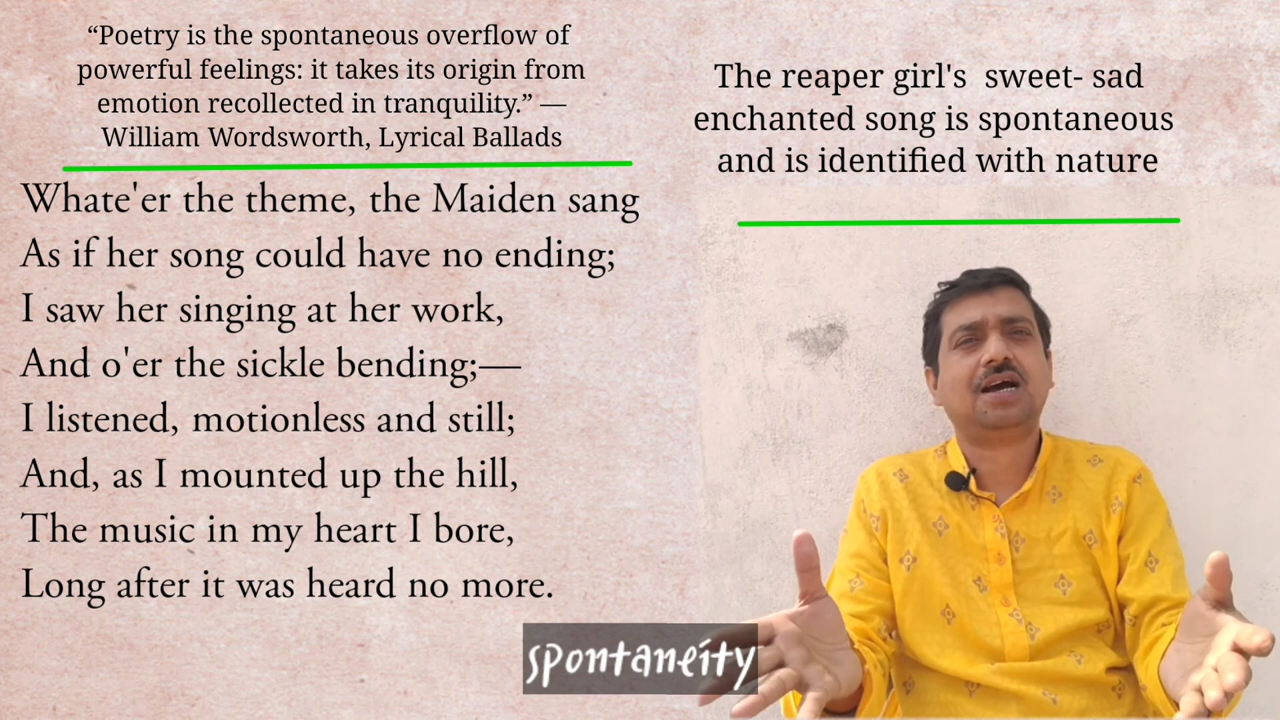 “Poetry is the spontaneous overflow of
powerful feelings: it takes its origin from
emotion recollected in tranquility.” —
William Wordsworth, Lyrical Ballads
Whate'er the theme, the Maiden sang
As if her song could have no ending;
I saw her singing at her work,
And o'er the sickle bending;—
I listened, motionless and still;
And, as I mounted up the hill,
The music in my heart I bore,
Long after it was heard no more.
The reaper girl's  sweet- sad
enchanted song is spontaneous
and is identified with nature
spontaneity